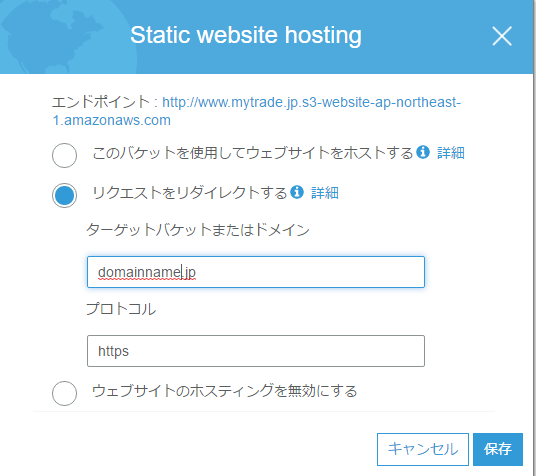 Static website hosting
エンドポイント : http://www.mytrade.jp.s3-website-ap-northeast-
1.amazonaws.com
このバケットを使用してウェブサイトをホストする 詳細
リクエストをリダイレクトする 詳細
ターゲットバケットまたはドメイン
domainname.jp
プロトコル
https
ウェブサイトのホスティングを無効にする
キャンセル 保存